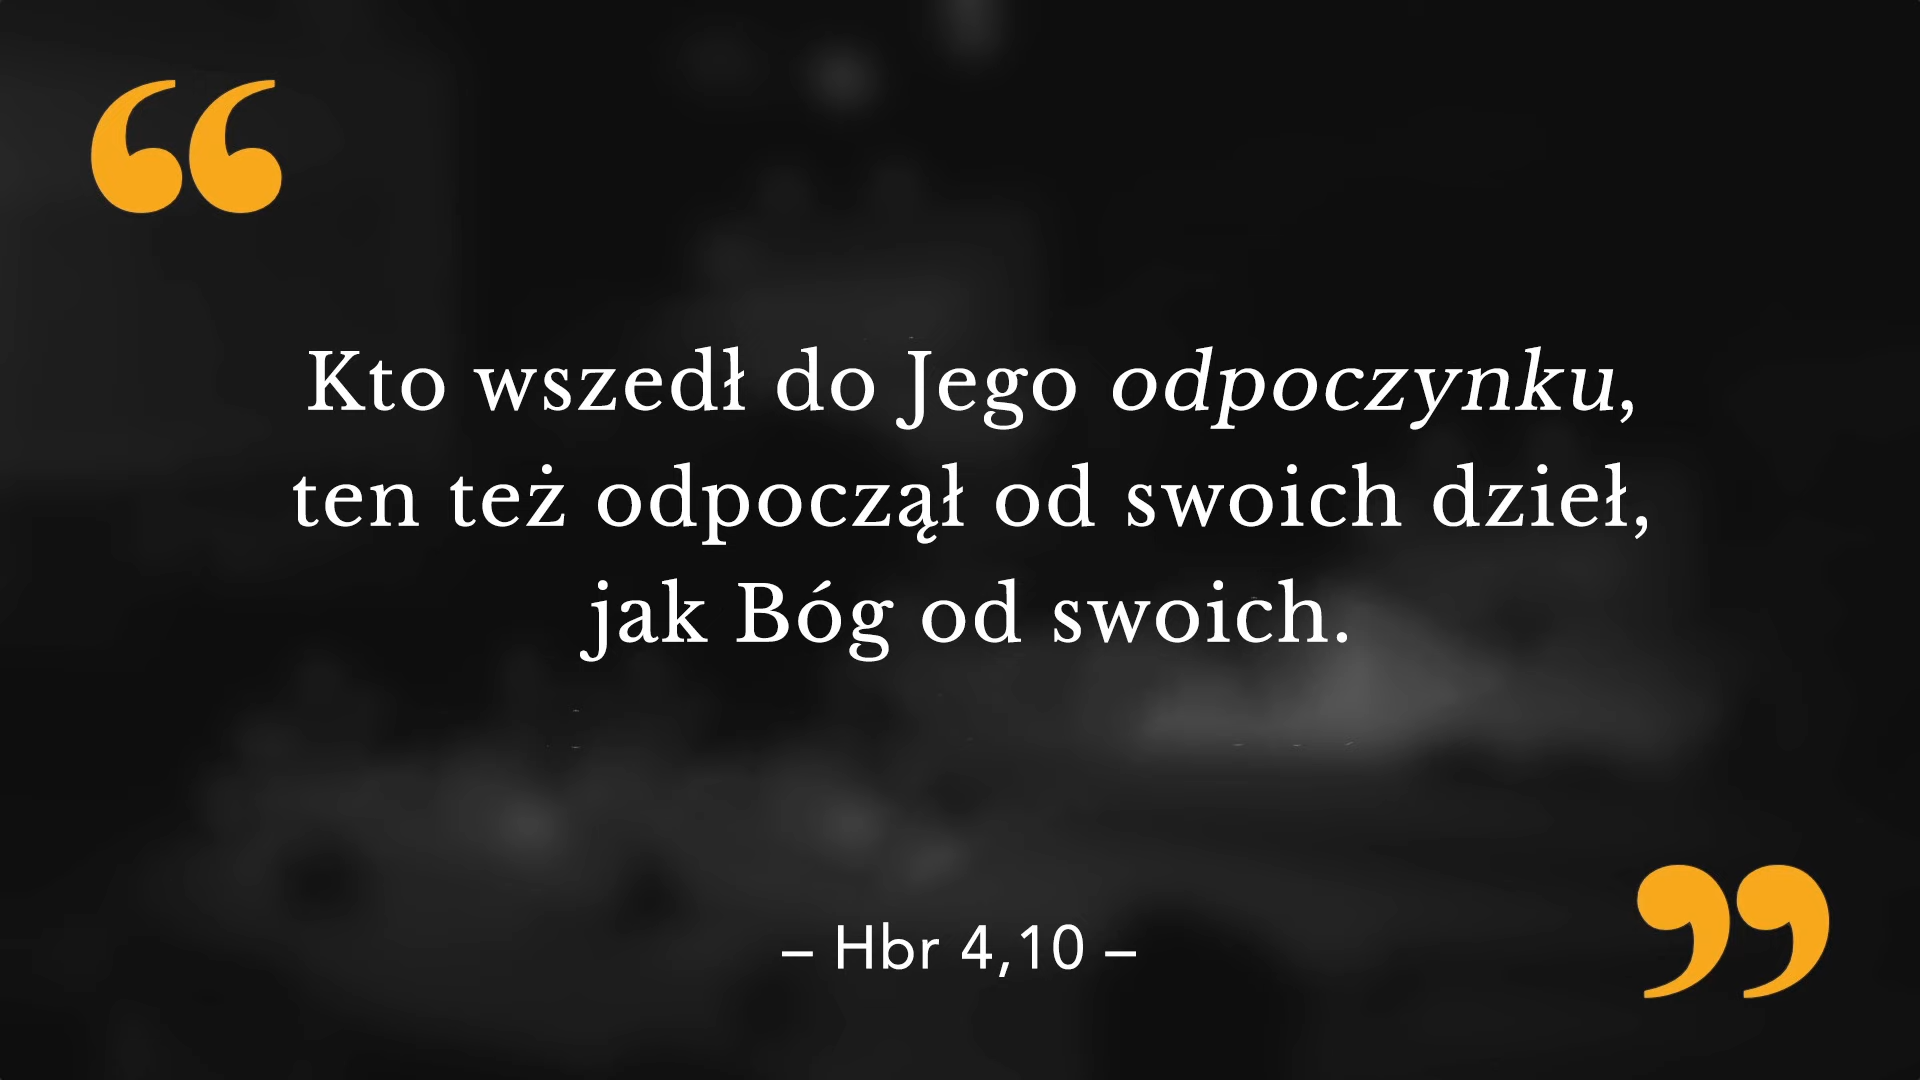 “
Kto wszedł do Jego odpoczynku,
ten też odpoczął od swoich dzieł,
jak Bóg od swoich.
– Hbr 4,10 –
”